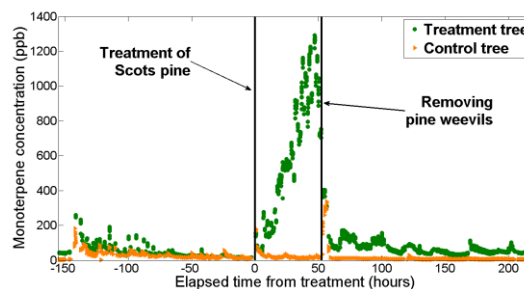 1400
1200
1000
800
600
400
200
0
Monoterpene concentration (ppb)
Treatment of
Scots pine
Treatment tree
Control tree
Removing
pine weevils
-150 -100 -50 0 50 100 150 200
Elapsed time from treatment (hours)